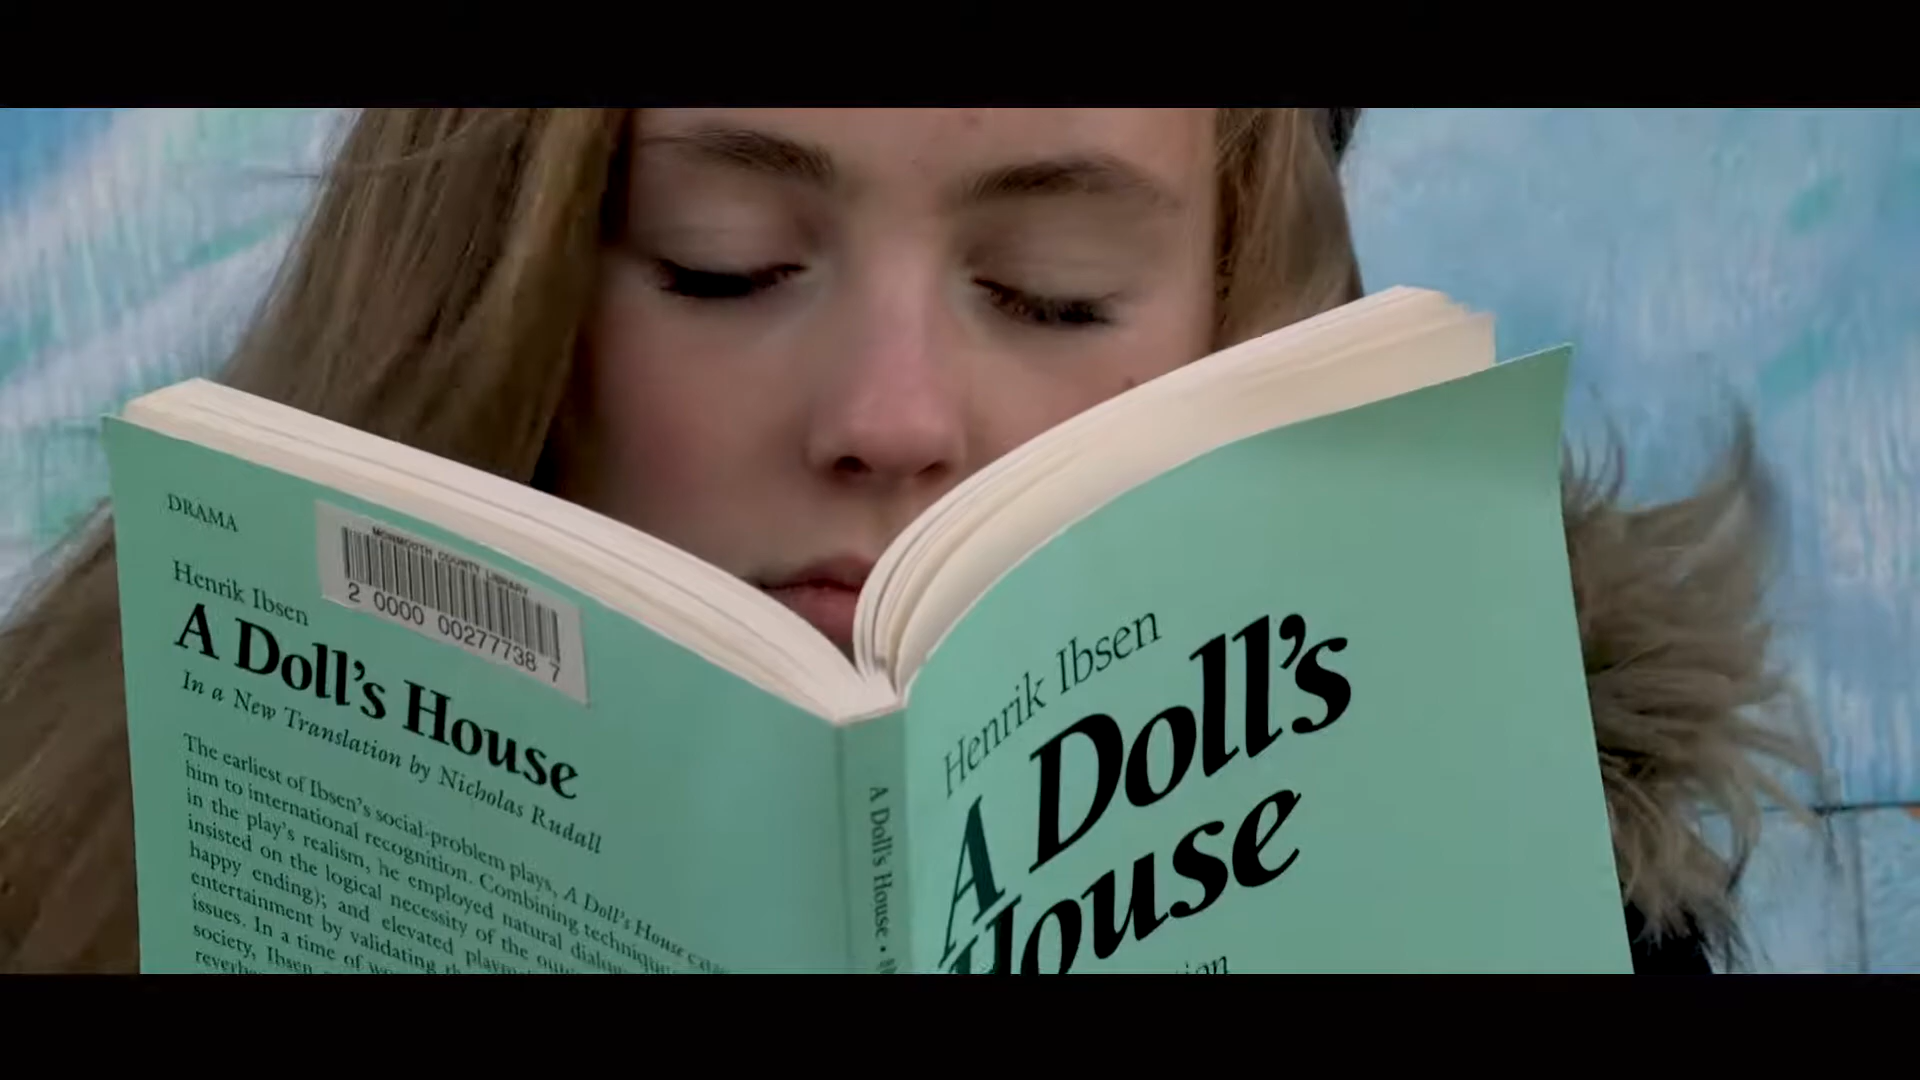 DRAMA
MONMOUTH COUNTY LIBRARY
2 0000 00277738 7
Henrik Ibsen
A Doll's House
In a New Translation by Nicholas Rudall
The earliest of Ibsen's social-problem plays, A Doll's House
him to international recognition. Combining techniques
in the play's realism, he employed natural dialogue
insisted on the logical necessity of the
happy ending); and elevated
entertainment by validating
issues. In a time of
society, Ibsen
A Doll's House •
Henrik Ibsen
A Doll's
House